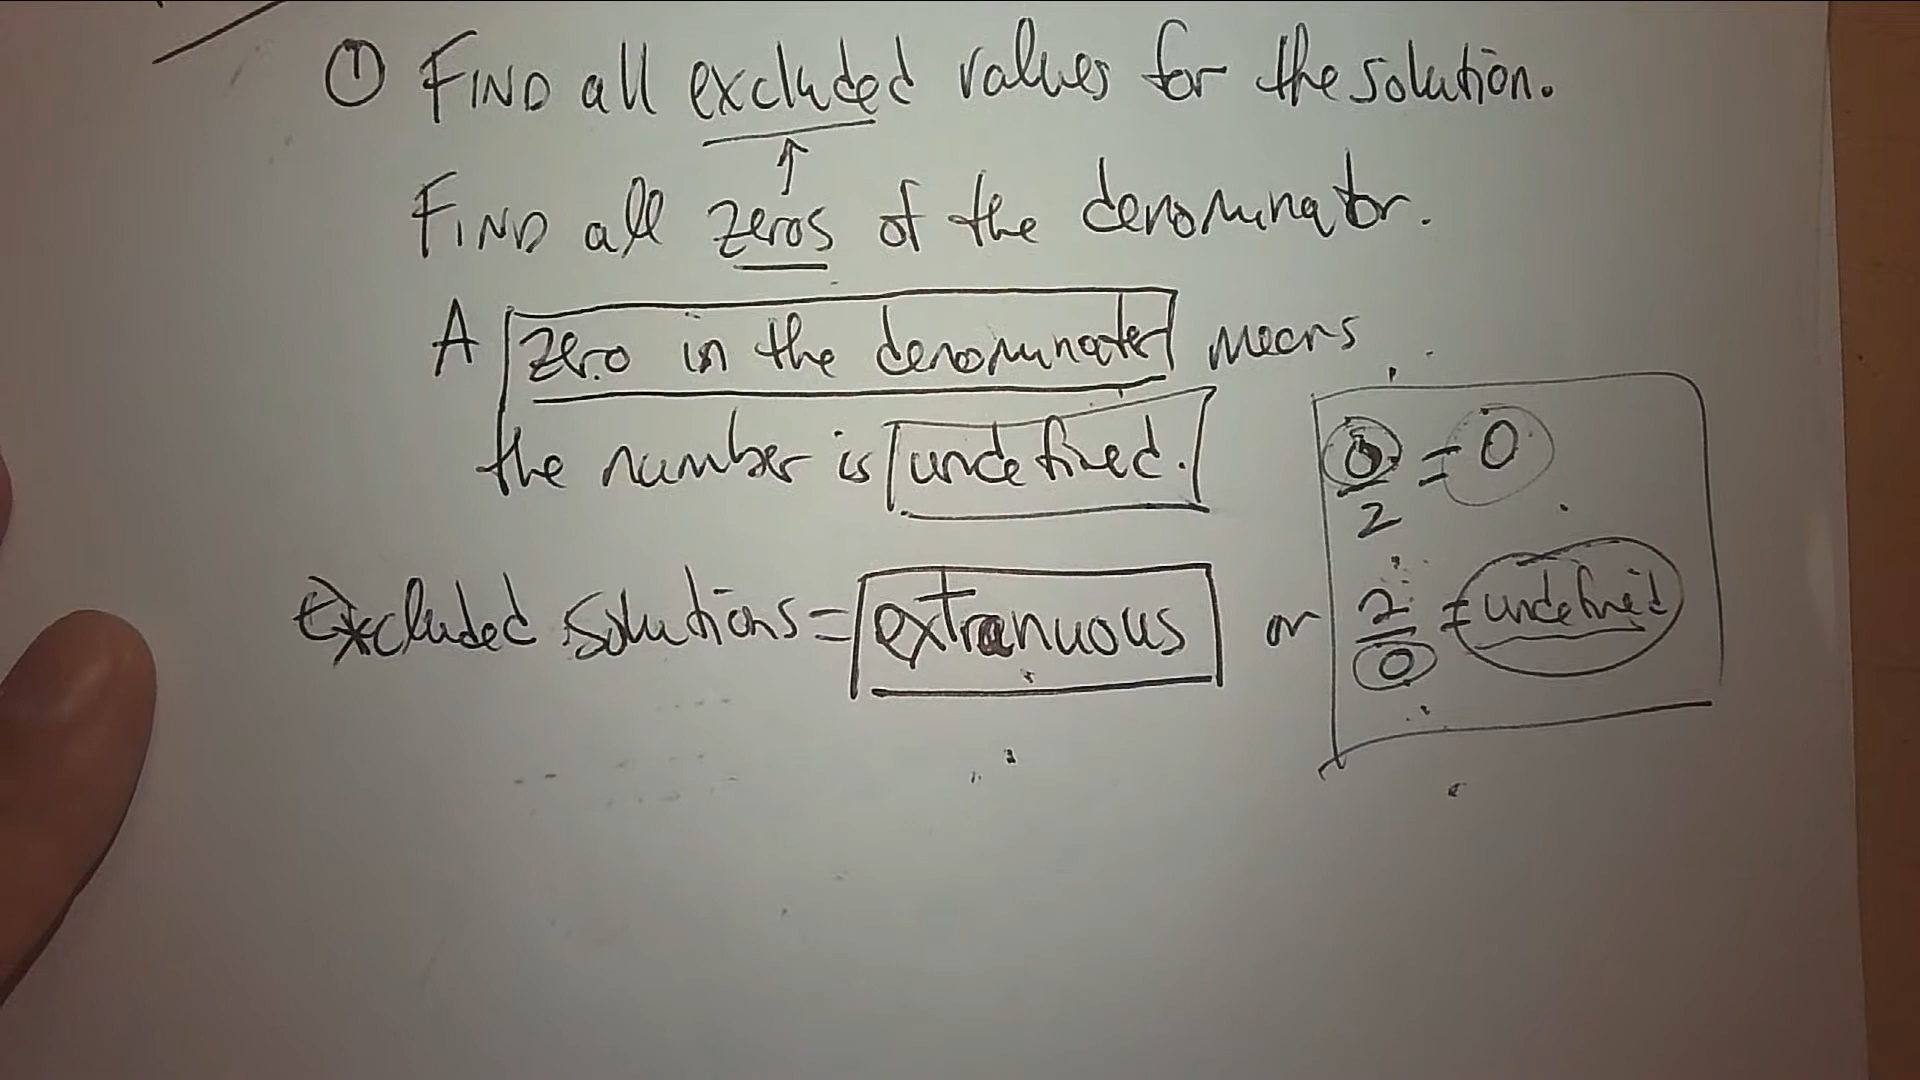 ① FIND all excluded values for the solution.
↑
FIND all zeros of the denominator.
A zero in the denominater means
the number is undefined.
0/2 = 0
Excluded solutions = extranuous or
2/0 = undefined